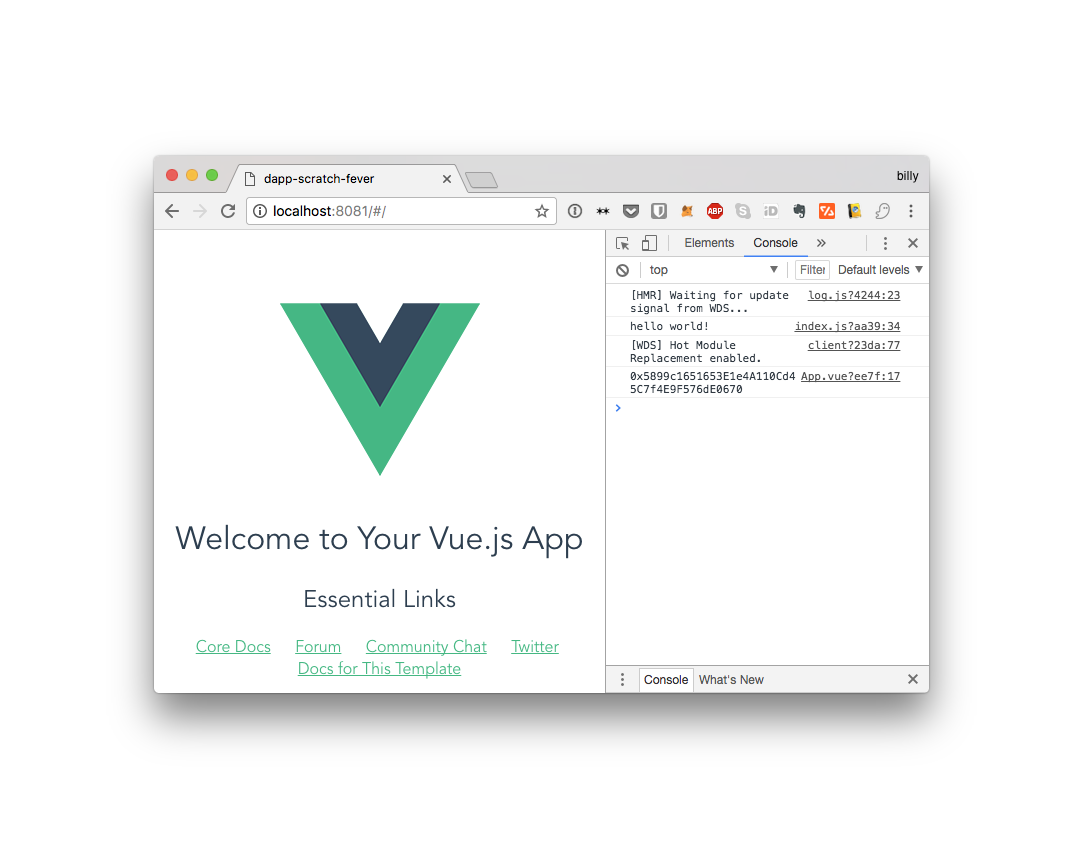 dapp-scratch-fever
billy
localhost:8081/#/
ABP
S
iD
Elements Console »
top Filter Default levels
[HMR] Waiting for update log.js?4244:23
signal from WDS...
hello world! index.js?aa39:34
[WDS] Hot Module client?23da:77
Replacement enabled.
0x5899c1651653E1e4A110Cd4 App.vue?ee7f:17
5C7f4E9F576dE0670
Welcome to Your Vue.js App
Essential Links
Core Docs Forum Community Chat Twitter
Docs for This Template
Console What's New